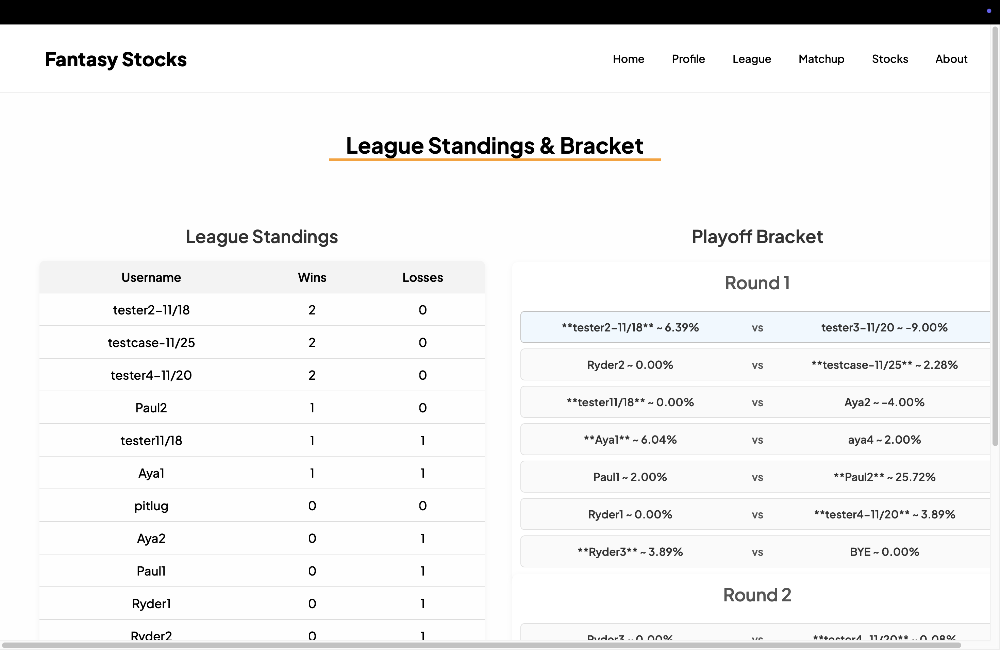 Fantasy Stocks
Home Profile League Matchup Stocks About
League Standings & Bracket
League Standings
Username Wins Losses
tester2-11/18 2 0
testcase-11/25 2 0
tester4-11/20 2 0
Paul2 1 0
tester11/18 1 1
Aya1 1 1
pitlug 0 0
Aya2 0 1
Paul1 0 1
Ryder1 0 1
Ryder2 0 1
Playoff Bracket
Round 1
**tester2-11/18** ~ 6.39% vs tester3-11/20 ~ -9.00%
Ryder2 ~ 0.00% vs **testcase-11/25** ~ 2.28%
**tester11/18** ~ 0.00% vs Aya2 ~ -4.00%
**Aya1** ~ 6.04% vs aya4 ~ 2.00%
Paul1 ~ 2.00% vs **Paul2** ~ 25.72%
Ryder1 ~ 0.00% vs **tester4-11/20** ~ 3.89%
**Ryder3** ~ 3.89% vs BYE ~ 0.00%
Round 2
Ryder3 ~ 0.00% vs **tester4-11/20** ~ 0.08%